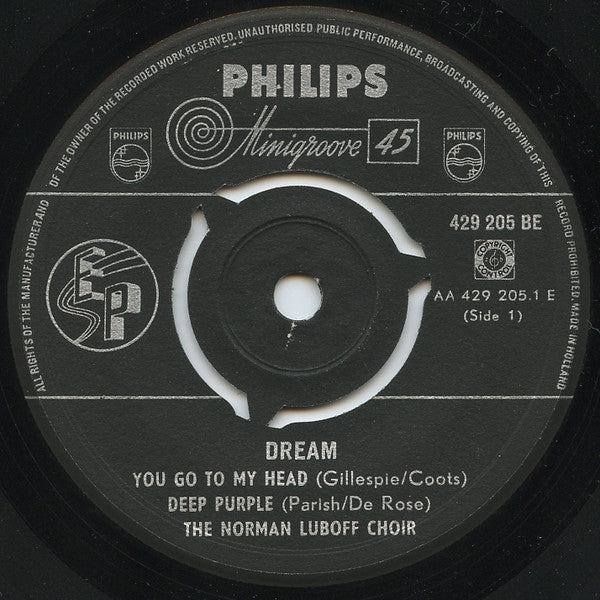 ALL RIGHTS OF THE MANUFACTURER AND OF THE OWNER OF THE RECORDED WORK RESERVED. UNAUTHORISED PUBLIC PERFORMANCE, BROADCASTING AND COPYING OF THIS RECORD PROHIBITED. MADE IN HOLLAND
PHILIPS
Minigroove 45
PHILIPS
PHILIPS
429 205 BE
COPYRIGHT CONTROL
EP
AA 429 205.1 E
(Side 1)
DREAM
YOU GO TO MY HEAD (Gillespie/Coots)
DEEP PURPLE (Parish/De Rose)
THE NORMAN LUBOFF CHOIR